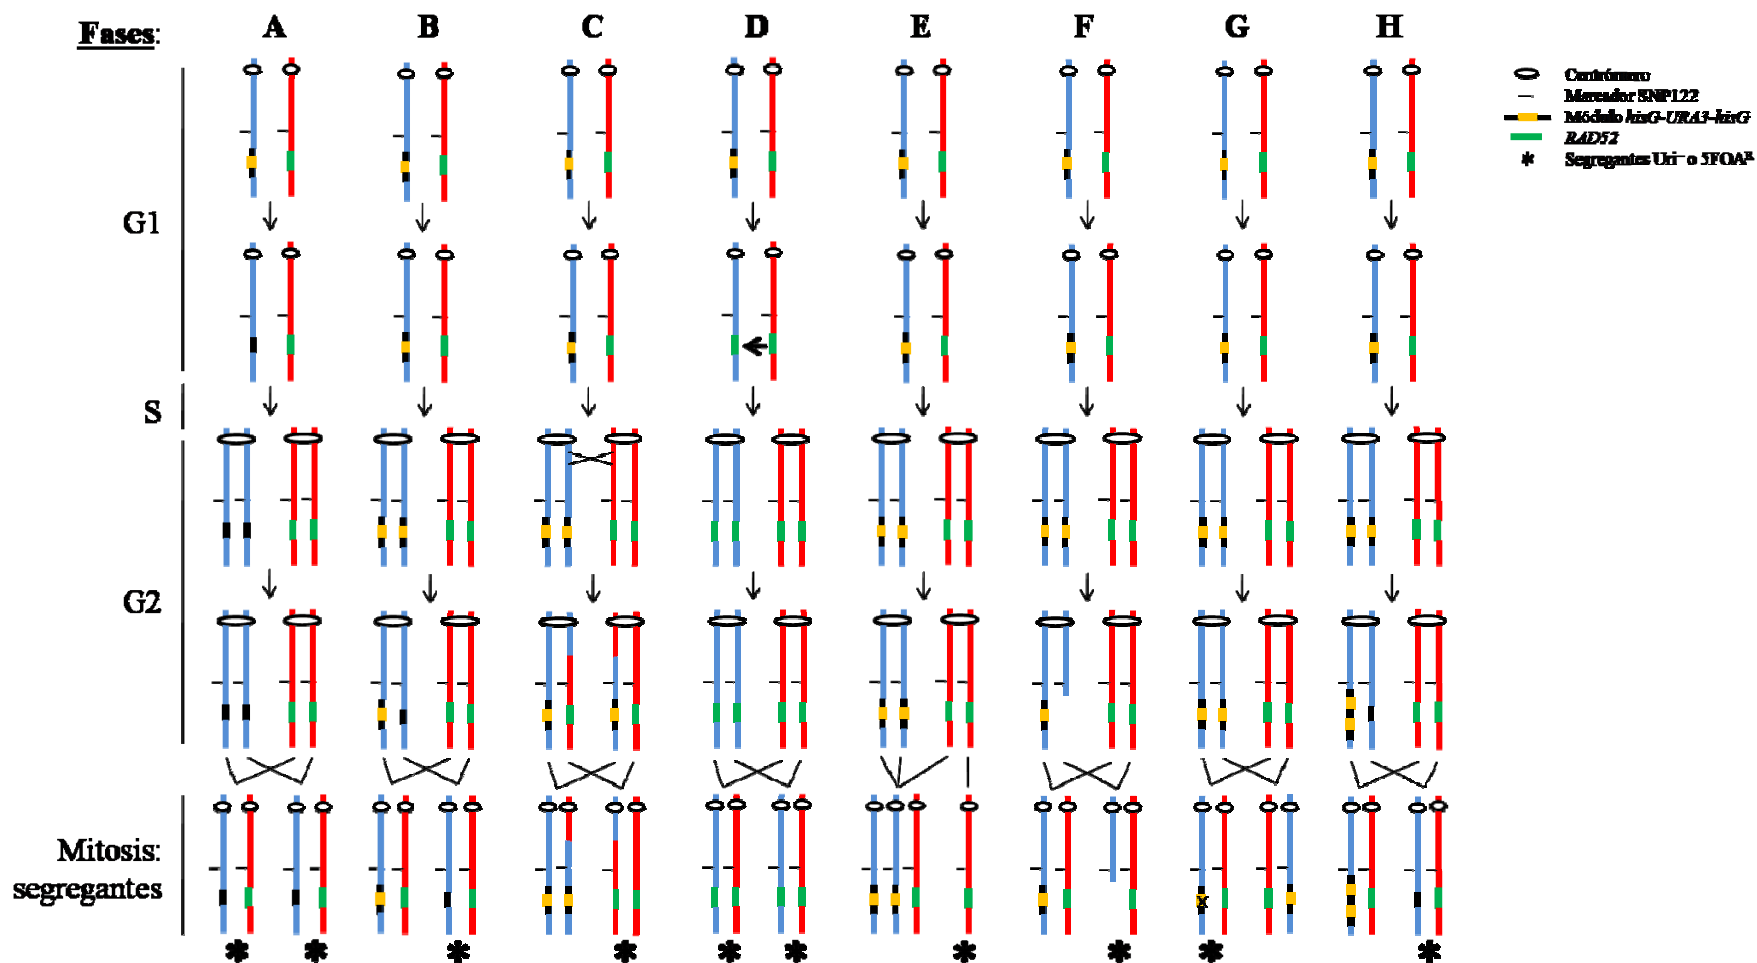 Fases:
A B C D E F G H
Centrómero
Marcador SNP122
Módulo hisG-URA3-hisG
RAD52
* Segregantes Uri⁻ o 5FOAᴿ
G1
S
G2
Mitosis:
segregantes
x
* * * * * * * * * *